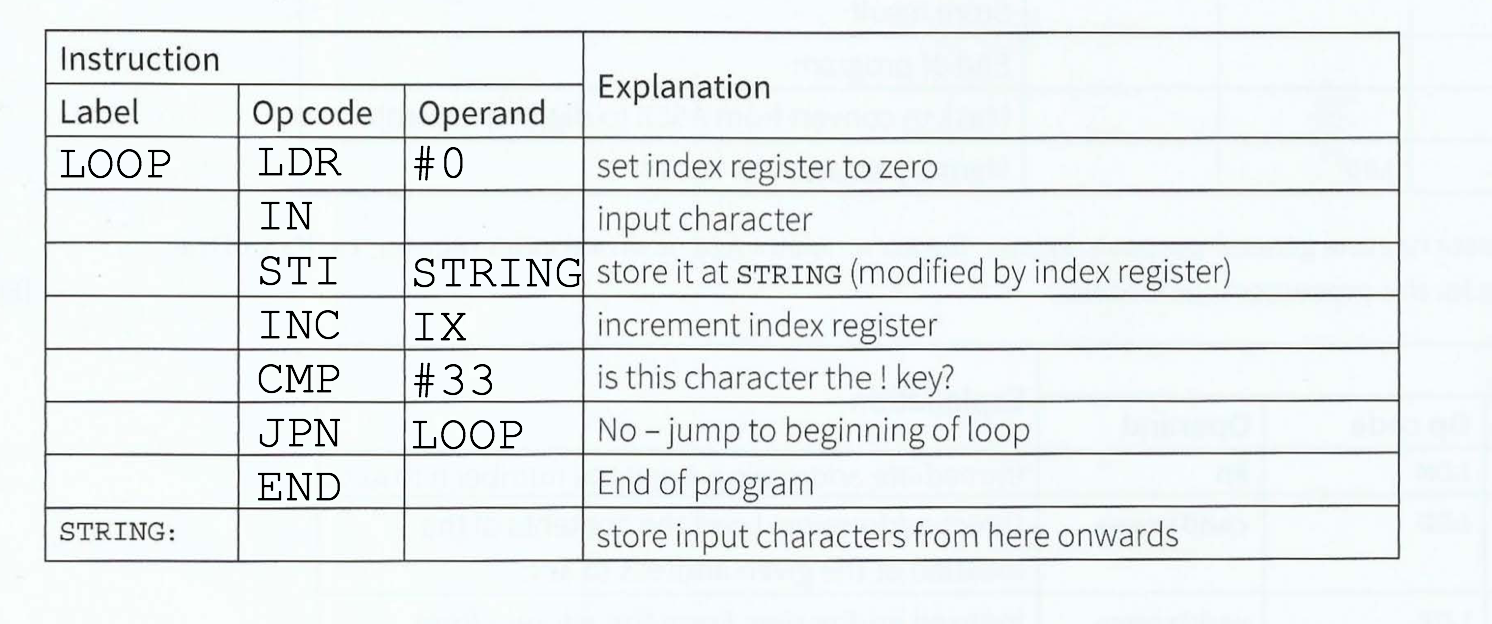 Instruction Explanation
Label Op code Operand
LOOP LDR #0 set index register to zero
IN input character
STI STRING store it at STRING (modified by index register)
INC IX increment index register
CMP #33 is this character the ! key?
JPN LOOP No – jump to beginning of loop
END End of program
STRING: store input characters from here onwards